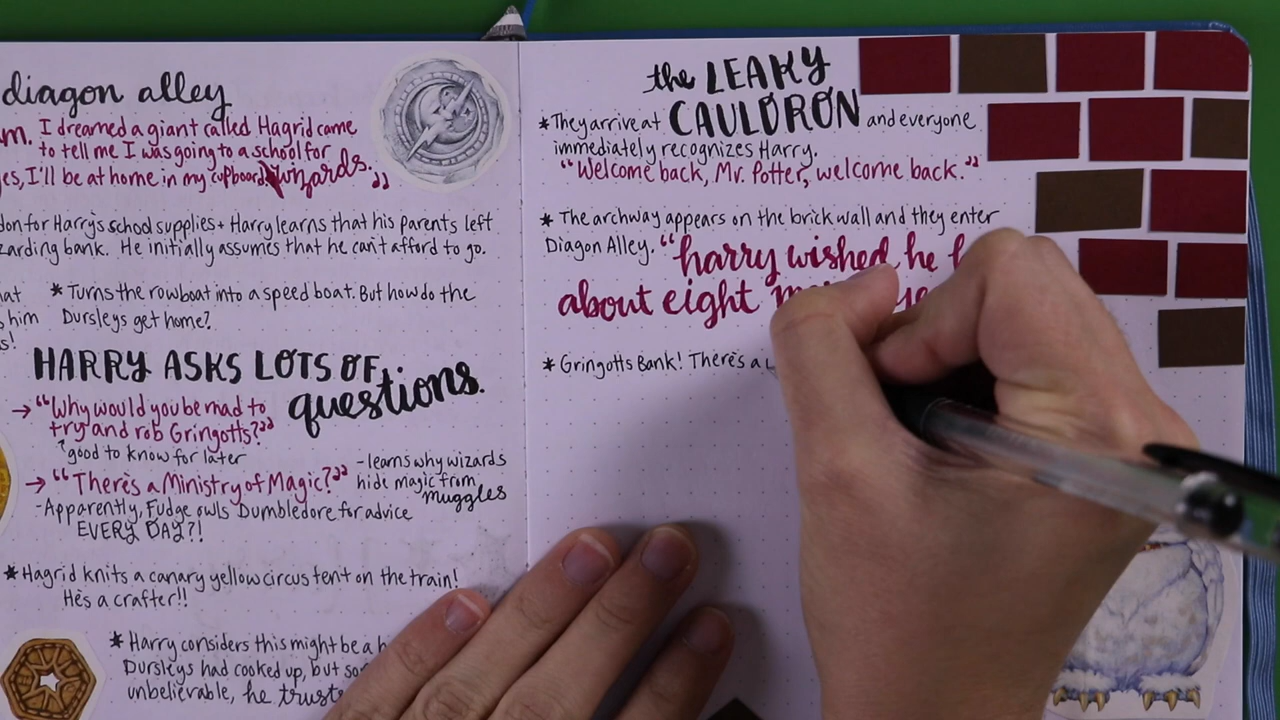 diagon alley
m. I dreamed a giant called Hagrid came
to tell me I was going to a school for
yes, I'll be at home in my cupboard." wizards."
don for Harry's school supplies + Harry learns that his parents left
zarding bank. He initially assumes that he can't afford to go.
hat
him
s!
* Turns the rowboat into a speed boat. But how do the
Dursleys get home?
HARRY ASKS LOTS OF
questions.
→ "Why would you be mad to
try and rob Gringotts?"
↑ good to know for later
→ "There's a Ministry of Magic?"
- learns why wizards
hide magic from
muggles
- Apparently, Fudge owls Dumbledore for advice
EVERY DAY?!
* Hagrid knits a canary yellow circus tent on the train!
He's a crafter!!
* Harry considers this might be a h
Dursleys had cooked up, but so
unbelievable, he trust
the LEAKY
CAULDRON
* They arrive at and everyone
immediately recognizes Harry.
"Welcome back, Mr. Potter, welcome back."
* The archway appears on the brick wall and they enter
Diagon Alley. "harry wished he h
about eight
* Gringotts Bank! There's a